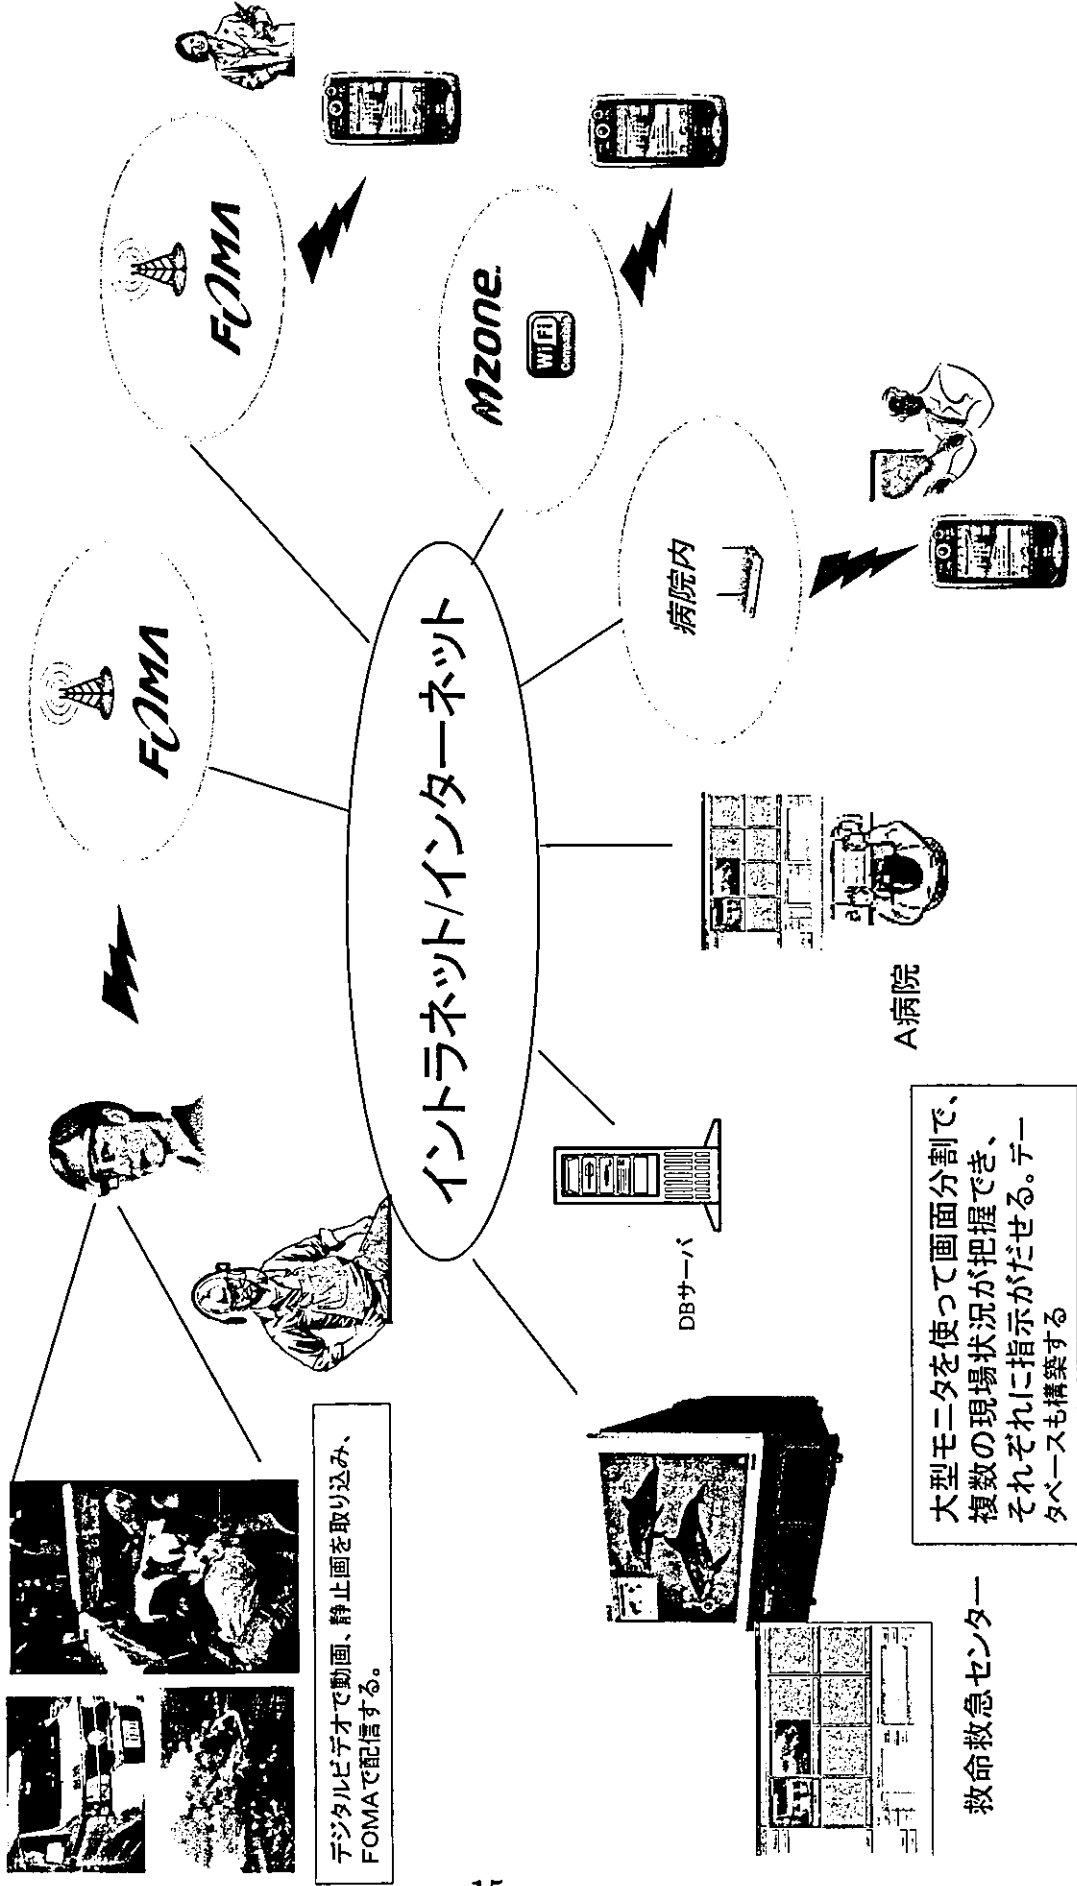 デジタルビデオで動画、静止画を取り込み、
FOMAで配信する。
FOMA
FOMA
Mzone
Wi Fi
病院内
イントラネット/インターネット
DBサーバ
A病院
救命救急センター
大型モニタを使って画面分割で、
複数の現場状況が把握でき、
それぞれに指示がだせる。デー
タベースも構築する